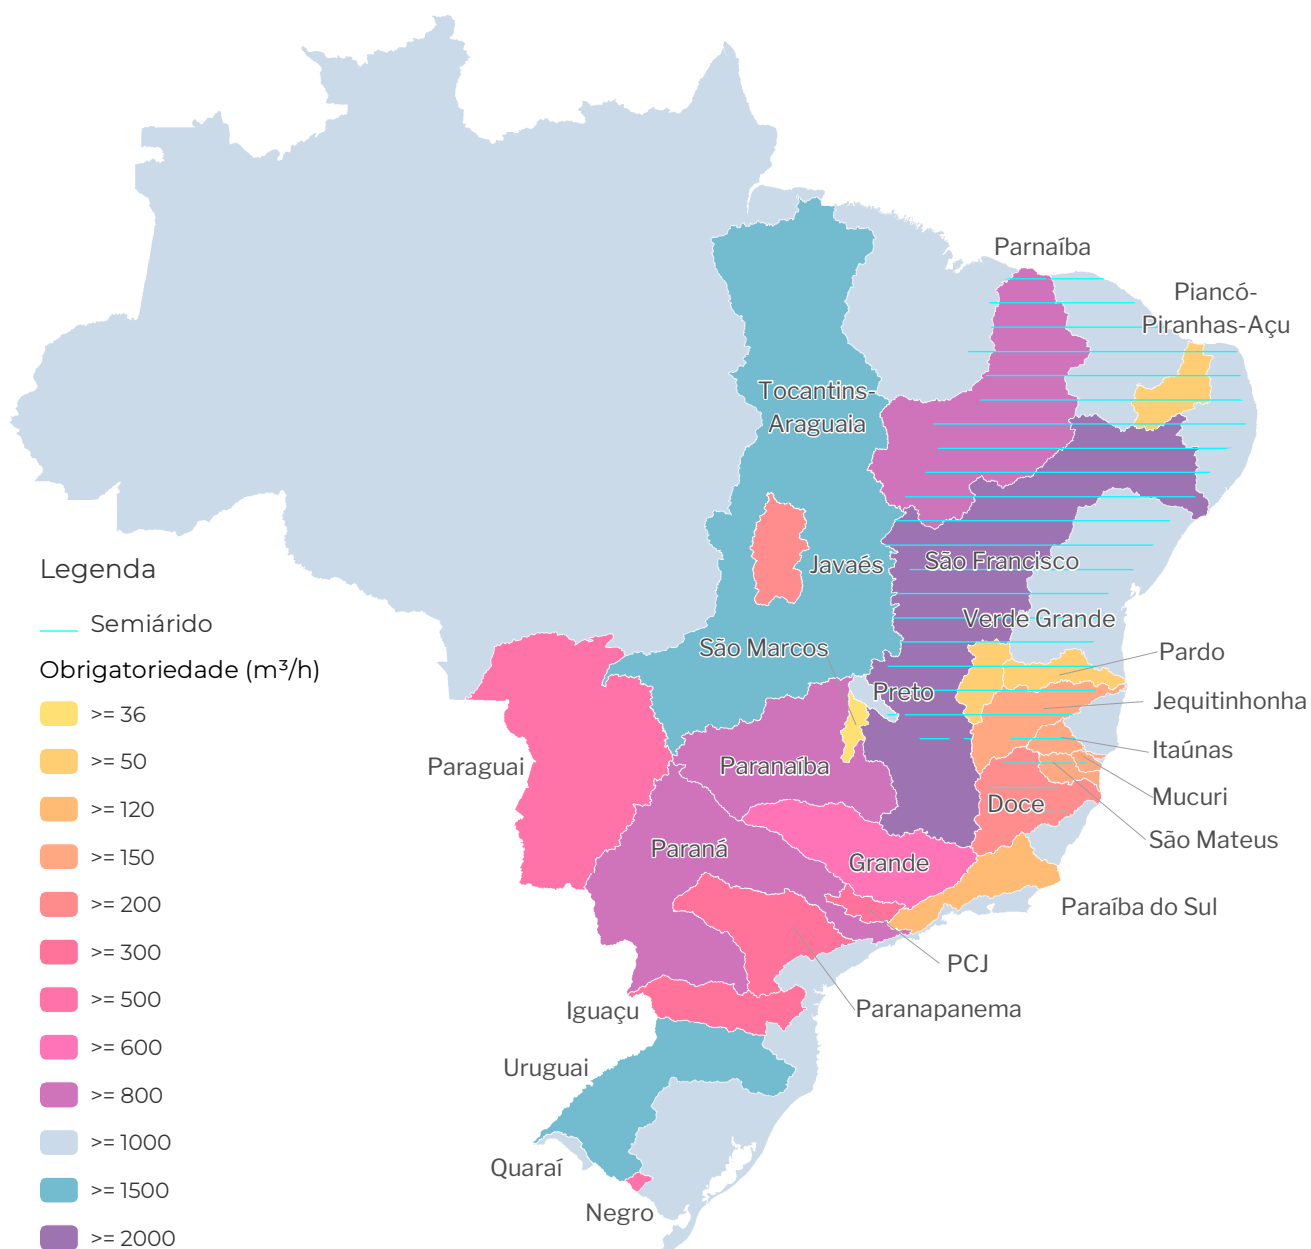 Parnaíba
Piancó-
Piranhas-Açu
Tocantins-
Araguaia
Javaés
São Francisco
Verde Grande
São Marcos
Pardo
Preto
Jequitinhonha
Itaúnas
Paraguai
Paranaíba
Mucuri
Doce
São Mateus
Paraná
Grande
Paraíba do Sul
PCJ
Iguaçu
Paranapanema
Uruguai
Quaraí
Negro
Legenda
Semiárido
Obrigatoriedade (m³/h)
>= 36
>= 50
>= 120
>= 150
>= 200
>= 300
>= 500
>= 600
>= 800
>= 1000
>= 1500
>= 2000